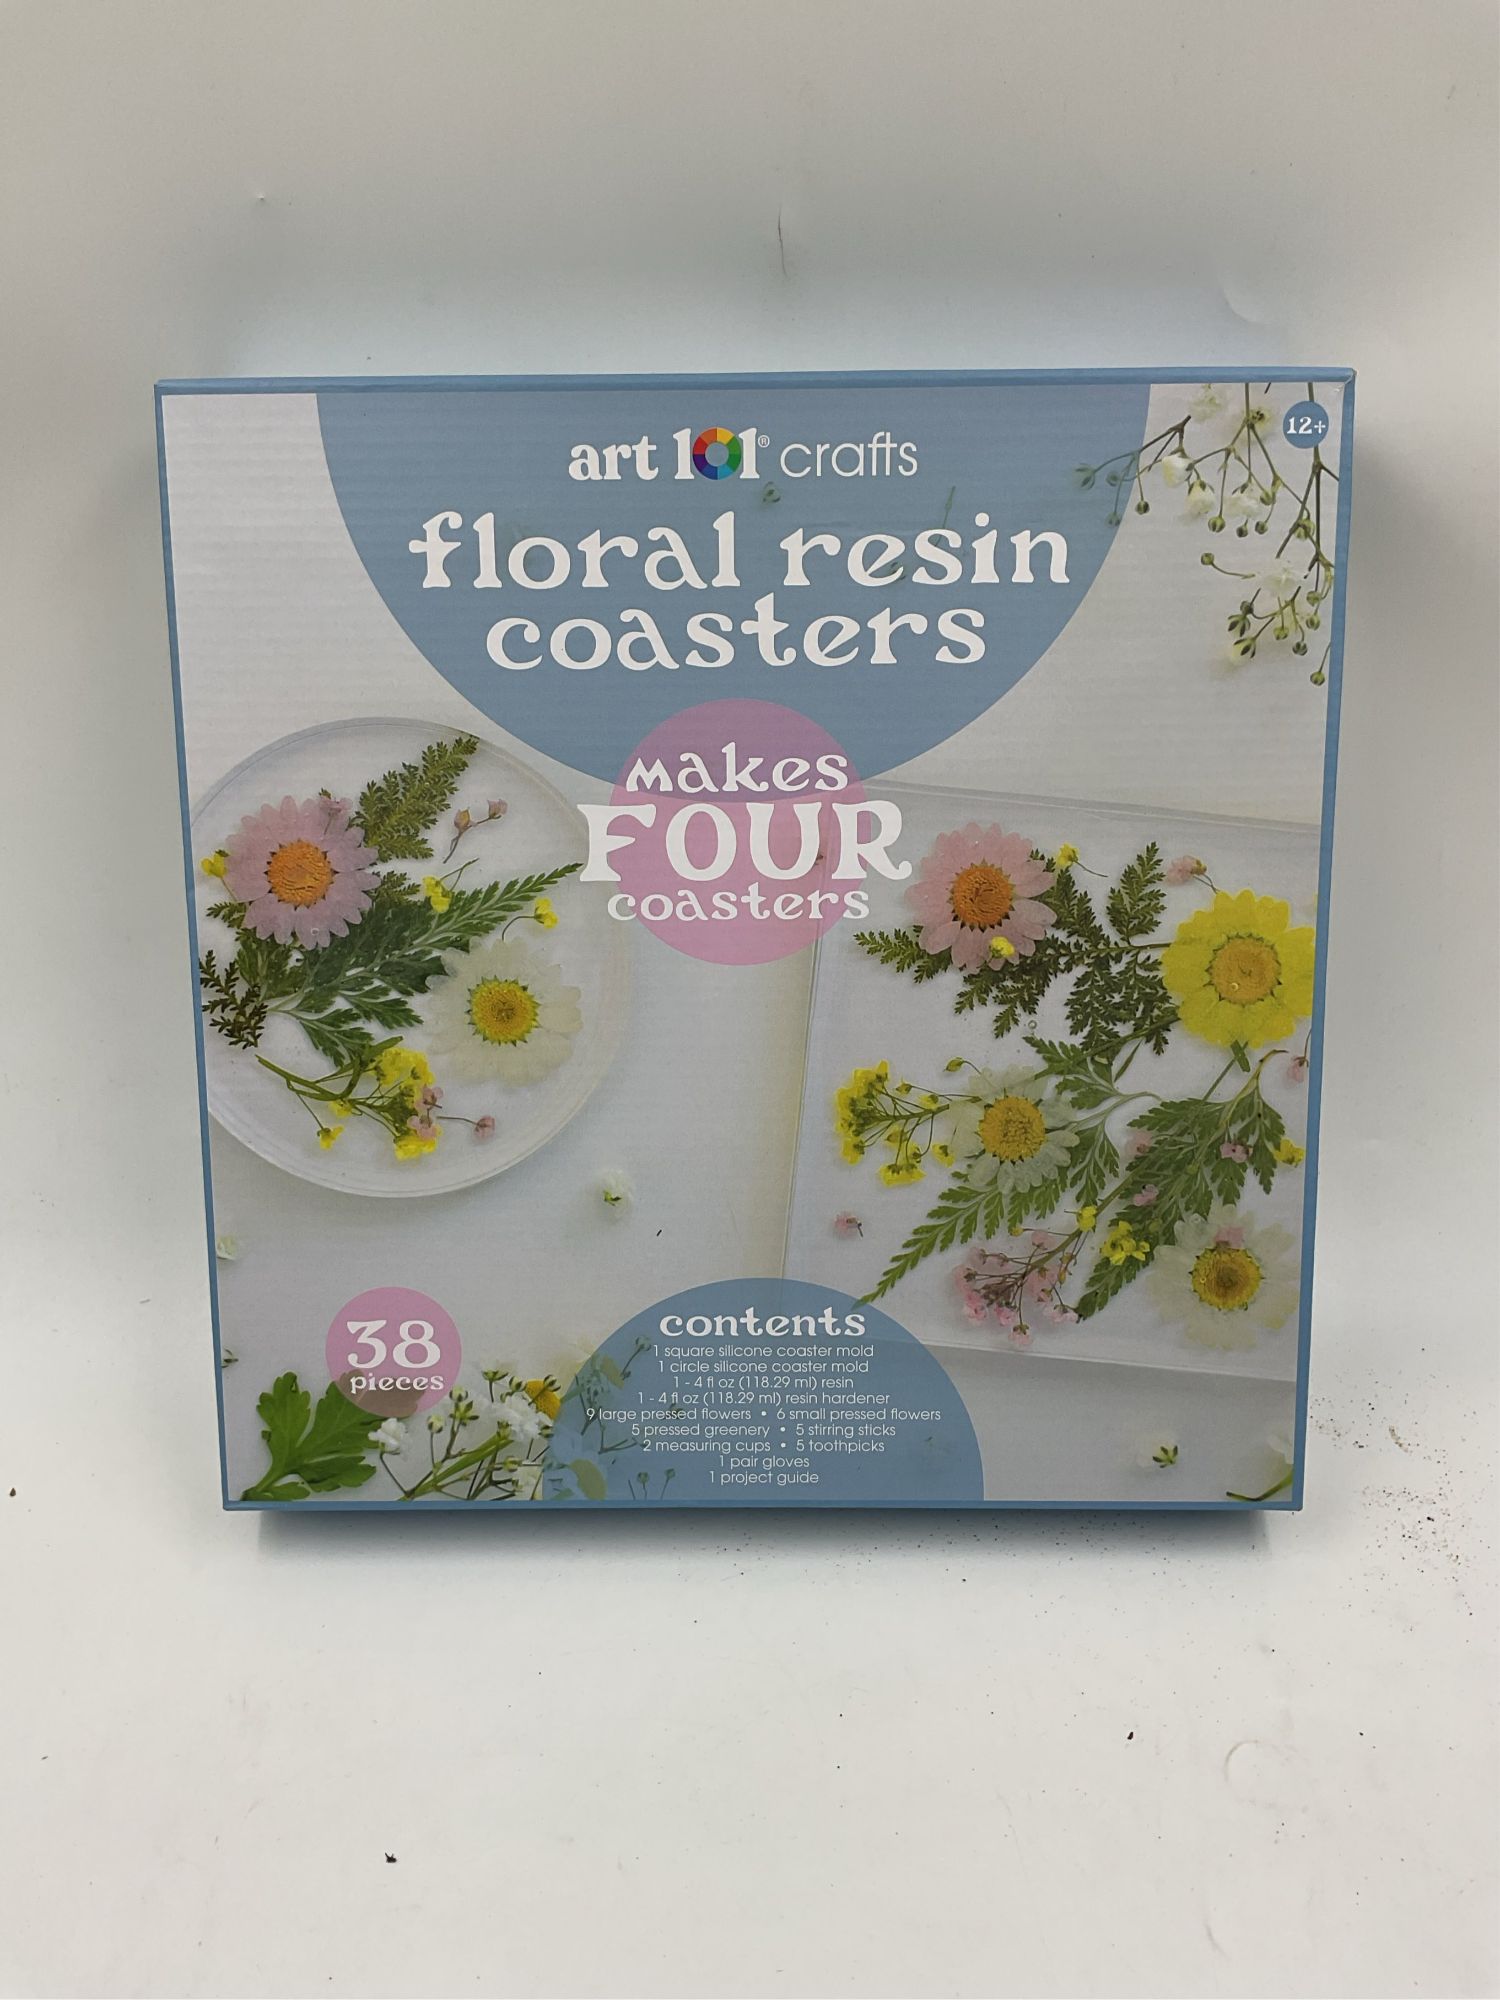 12+
art 101® crafts
floral resin
coasters
makes
FOUR
coasters
38
pieces
contents
1 square silicone coaster mold
1 circle silicone coaster mold
1 - 4 fl oz (118.29 ml) resin
1 - 4 fl oz (118.29 ml) resin hardener
9 large pressed flowers • 6 small pressed flowers
5 pressed greenery • 5 stirring sticks
2 measuring cups • 5 toothpicks
1 pair gloves
1 project guide